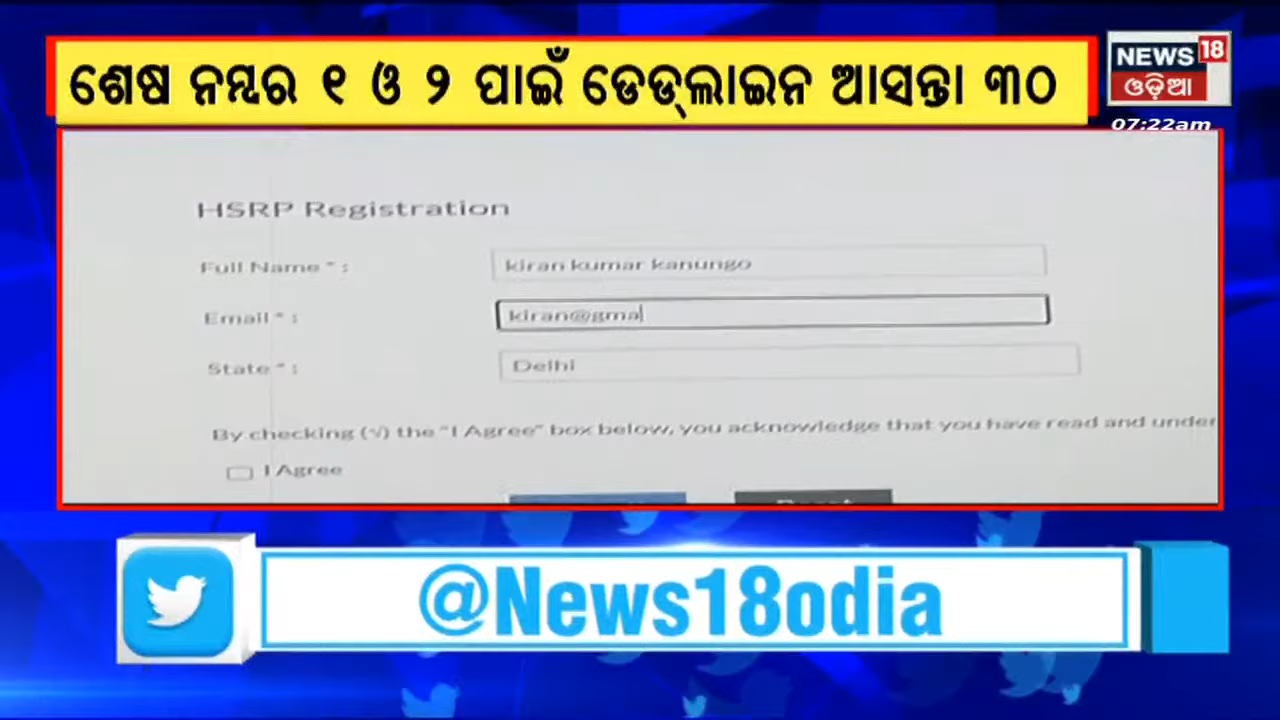 ଶେଷ ନମ୍ବର ୧ ଓ ୨ ପାଇଁ ଡେଡ୍‌ଲାଇନ ଆସନ୍ତା ୩୦
NEWS 18
ଓଡ଼ିଆ
07:22am
HSRP Registration
Full Name * : kiran kumar kanungo
Email * : kiran@gma
State * : Delhi
By checking (√) the "I Agree" box below, you acknowledge that you have read and under
I Agree
@News18odia